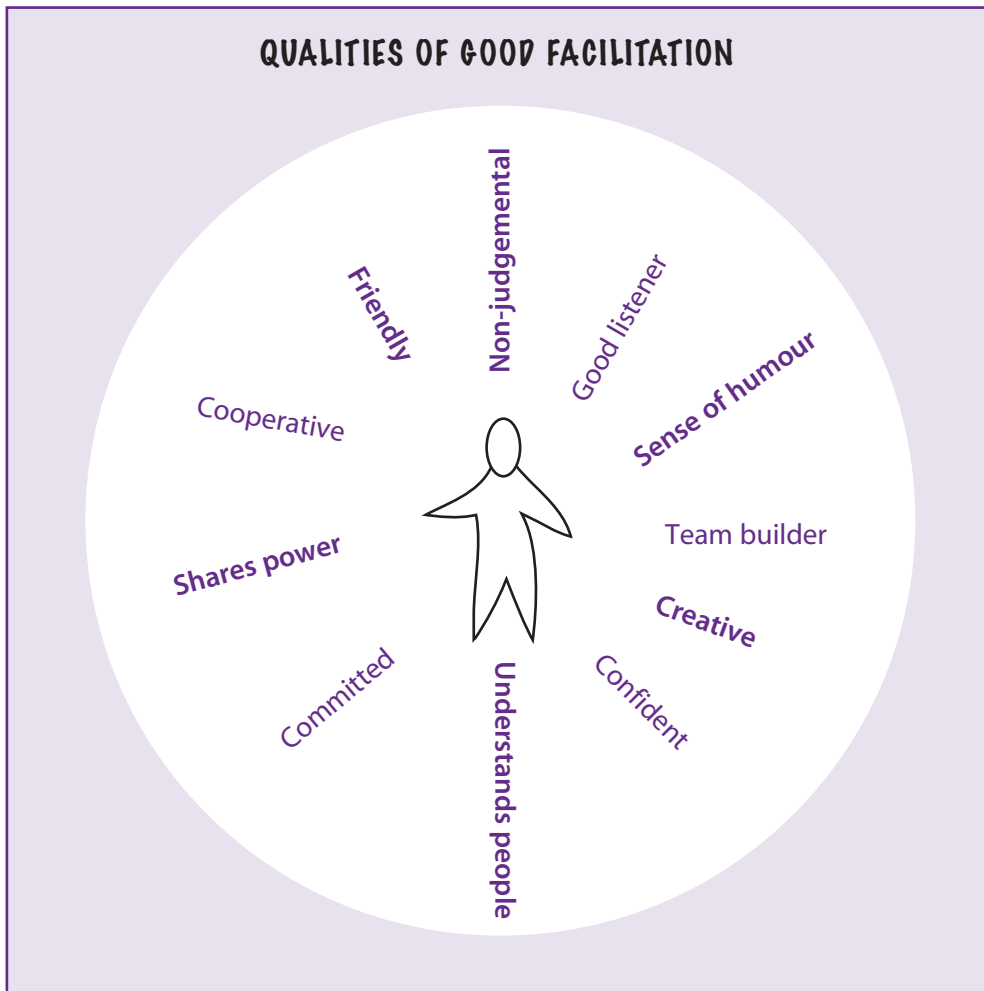 QUALITIES OF GOOD FACILITATION
Non-judgemental
Good listener
Sense of humour
Team builder
Creative
Confident
Understands people
Committed
Shares power
Cooperative
Friendly